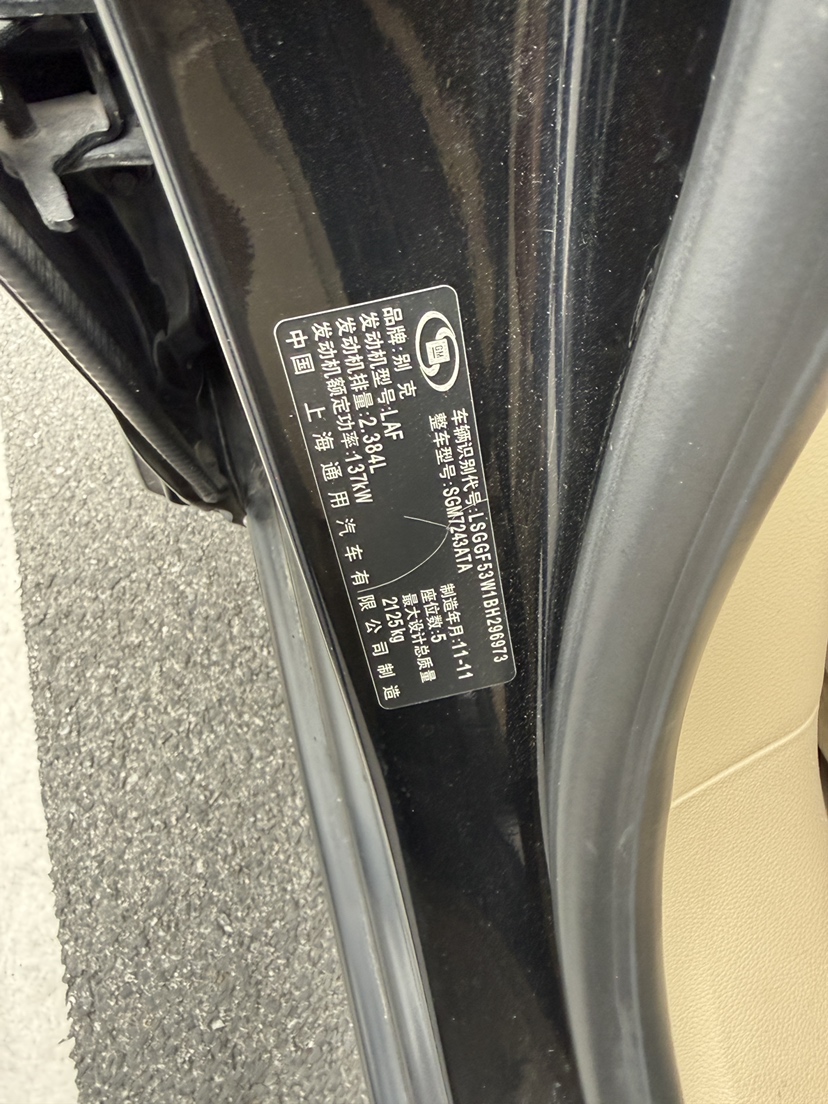 GM
车辆识别代号:LSGGF53W1BH296973
整车型号:SGM7243ATA
品牌:别克
制造年月:11-11
发动机型号:LAF
座位数:5
发动机排量:2.384L
最大设计总质量
发动机额定功率:137kW
2125kg
中国 上海通用汽车有限公司制造